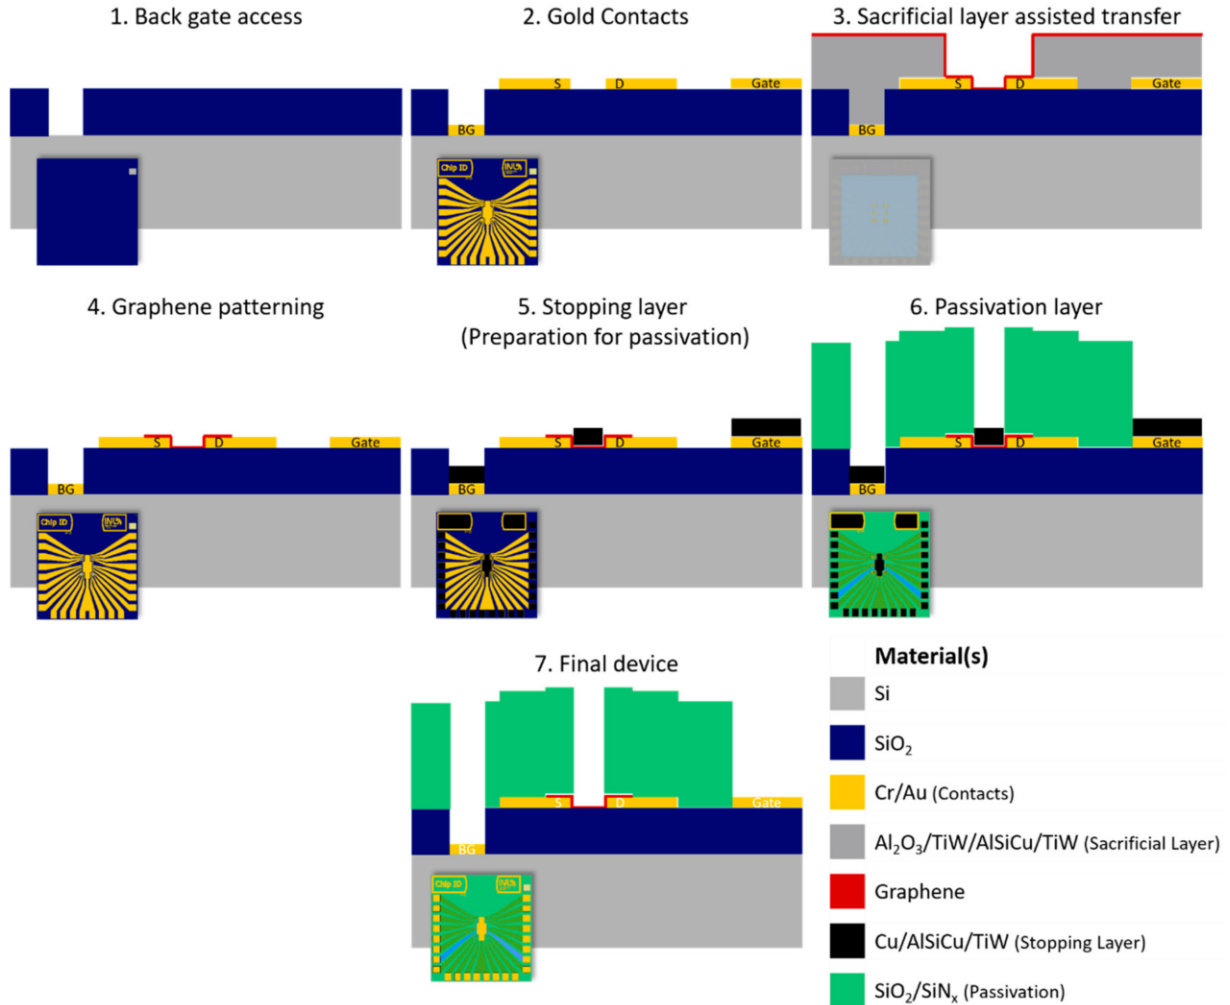 1. Back gate access
2. Gold Contacts
3. Sacrificial layer assisted transfer
S
D
Gate
BG
S
D
Gate
BG
Chip ID
4. Graphene patterning
5. Stopping layer
(Preparation for passivation)
6. Passivation layer
S
D
Gate
BG
Chip ID
S
D
Gate
BG
S
D
Gate
BG
7. Final device
S
D
Gate
BG
Chip ID
Material(s)
Si
SiO₂
Cr/Au (Contacts)
Al₂O₃/TiW/AlSiCu/TiW (Sacrificial Layer)
Graphene
Cu/AlSiCu/TiW (Stopping Layer)
SiO₂/SiNₓ (Passivation)